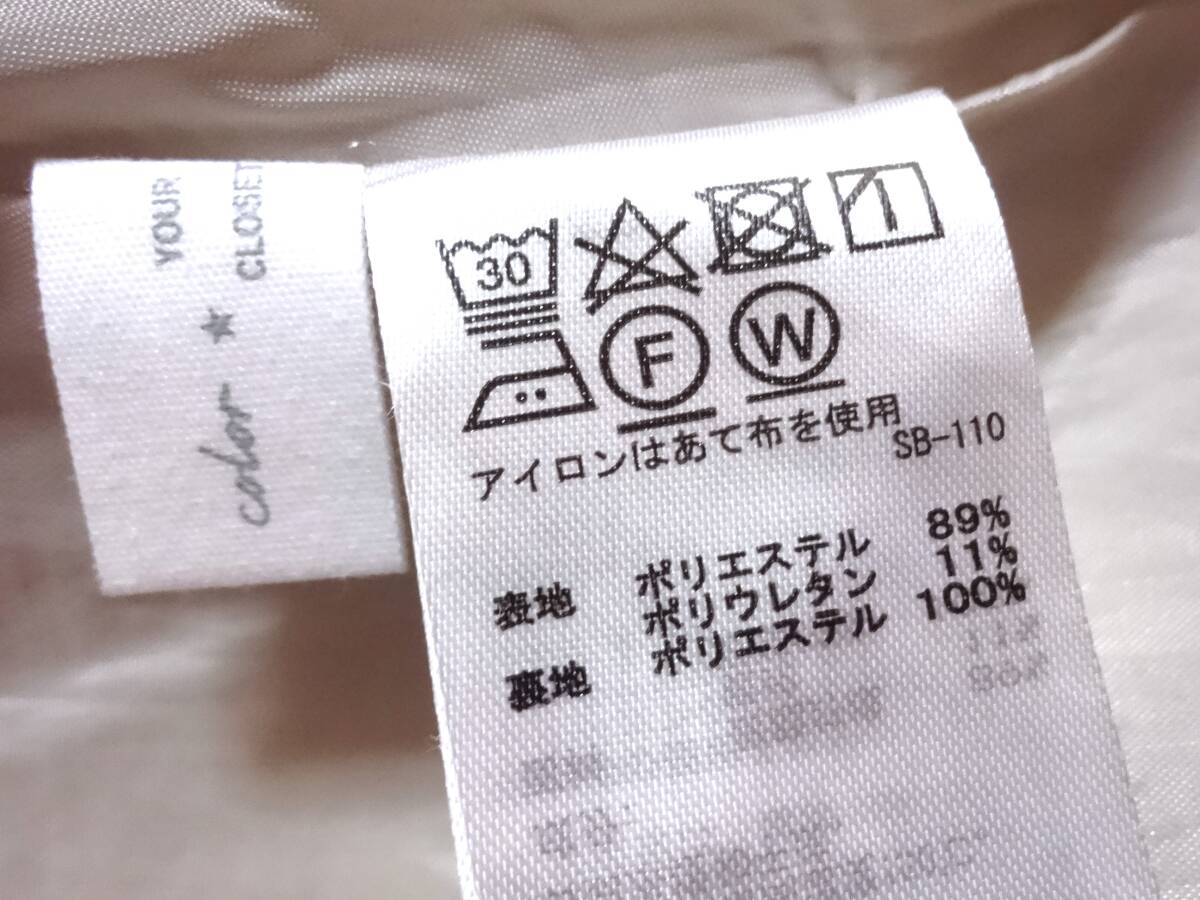 YOUR
CLOSET
color
30
F
W
アイロンはあて布を使用
SB-110
表地 ポリエステル 89%
ポリウレタン 11%
裏地 ポリエステル 100%